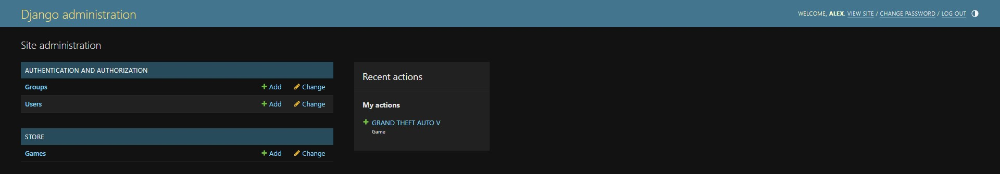 Django administration
WELCOME, ALEX. VIEW SITE / CHANGE PASSWORD / LOG OUT
Site administration
AUTHENTICATION AND AUTHORIZATION
Groups Add Change
Users Add Change
STORE
Games Add Change
Recent actions
My actions
GRAND THEFT AUTO V
Game